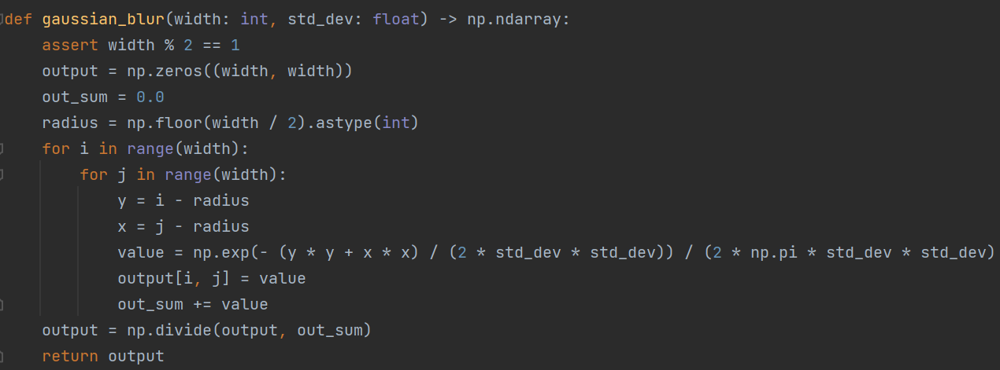 def gaussian_blur(width: int, std_dev: float) -> np.ndarray:
    assert width % 2 == 1
    output = np.zeros((width, width))
    out_sum = 0.0
    radius = np.floor(width / 2).astype(int)
    for i in range(width):
        for j in range(width):
            y = i - radius
            x = j - radius
            value = np.exp(- (y * y + x * x) / (2 * std_dev * std_dev)) / (2 * np.pi * std_dev * std_dev)
            output[i, j] = value
            out_sum += value
    output = np.divide(output, out_sum)
    return output